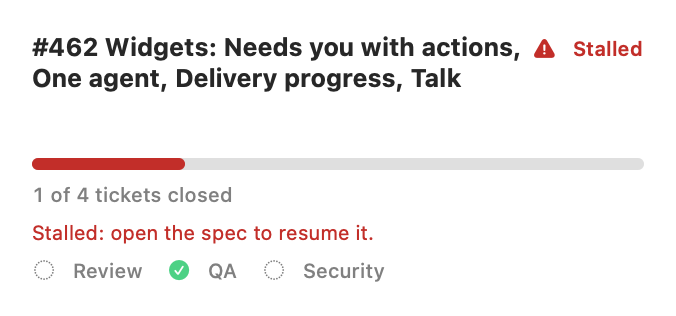 #462 Widgets: Needs you with actions, Stalled
One agent, Delivery progress, Talk
1 of 4 tickets closed
Stalled: open the spec to resume it.
Review QA Security